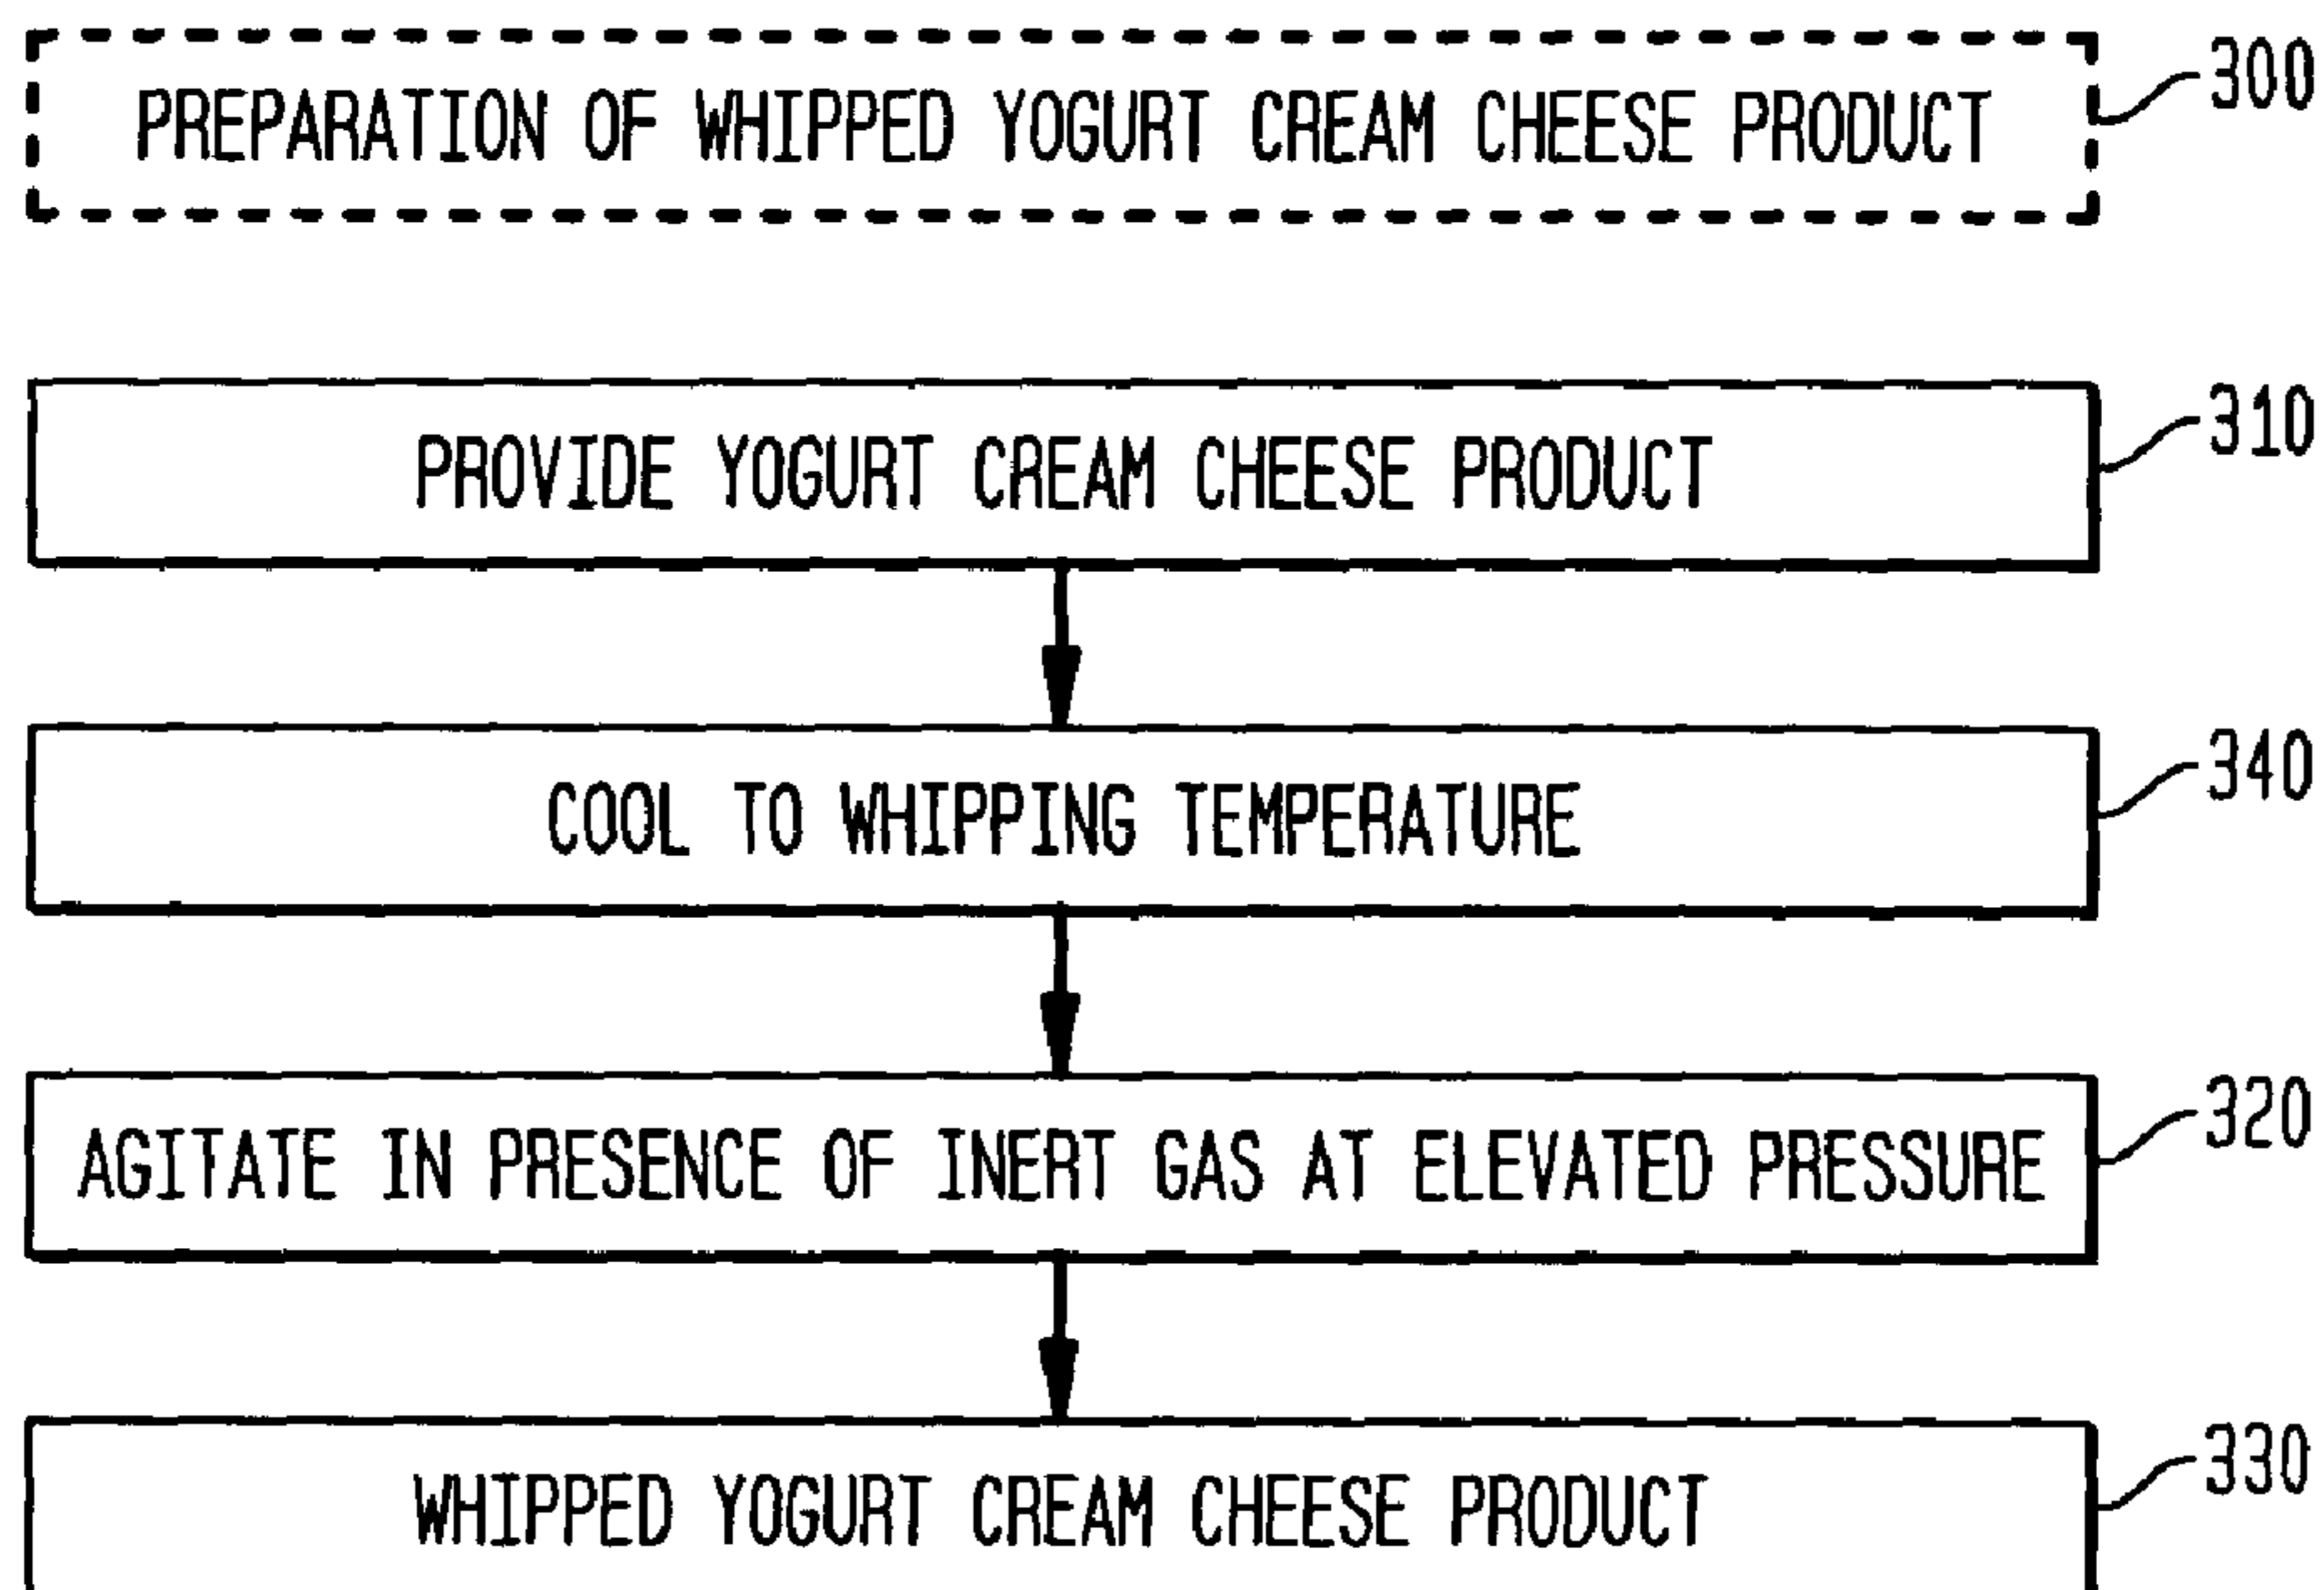 PREPARATION OF WHIPPED YOGURT CREAM CHEESE PRODUCT 300
PROVIDE YOGURT CREAM CHEESE PRODUCT 310
COOL TO WHIPPING TEMPERATURE 340
AGITATE IN PRESENCE OF INERT GAS AT ELEVATED PRESSURE 320
WHIPPED YOGURT CREAM CHEESE PRODUCT 330